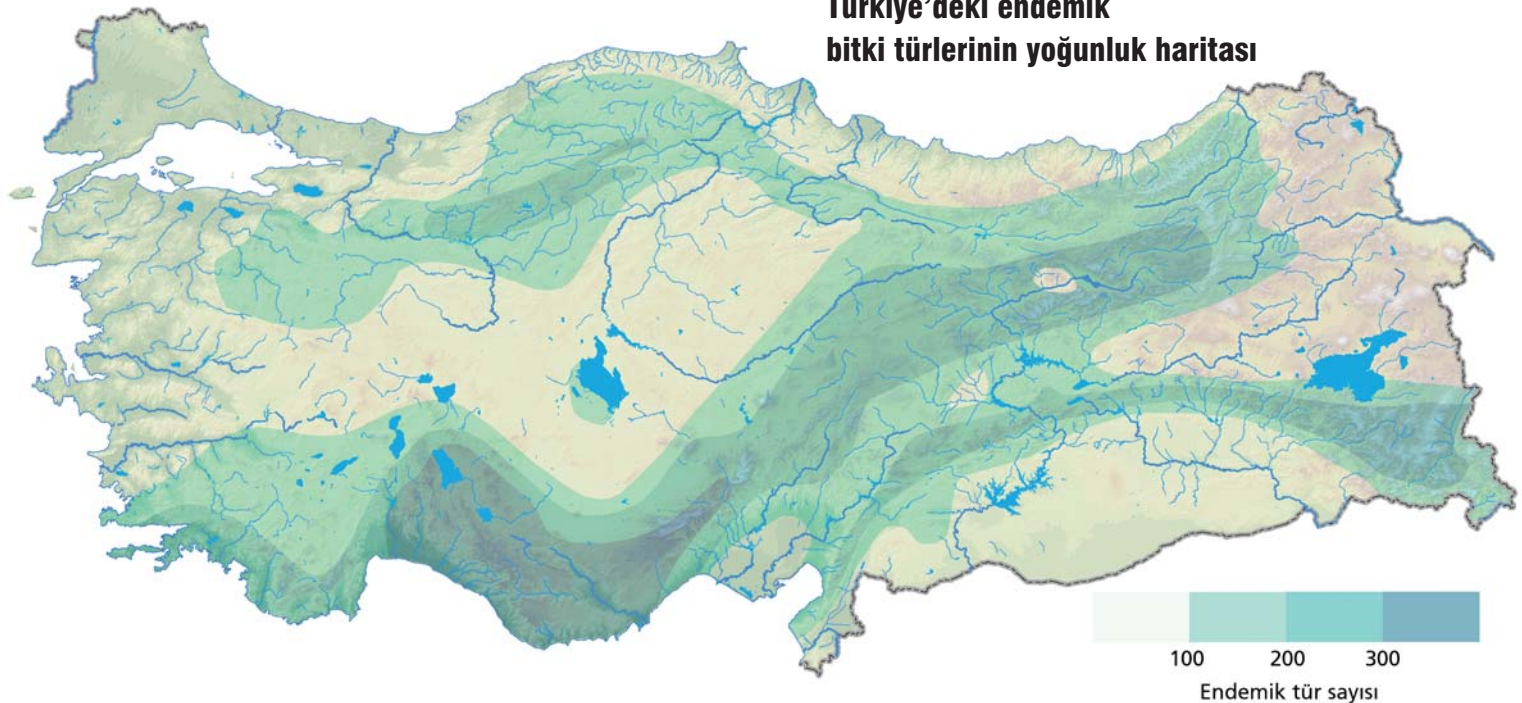 Türkiye'deki endemik
bitki türlerinin yoğunluk haritası
100 200 300
Endemik tür sayısı